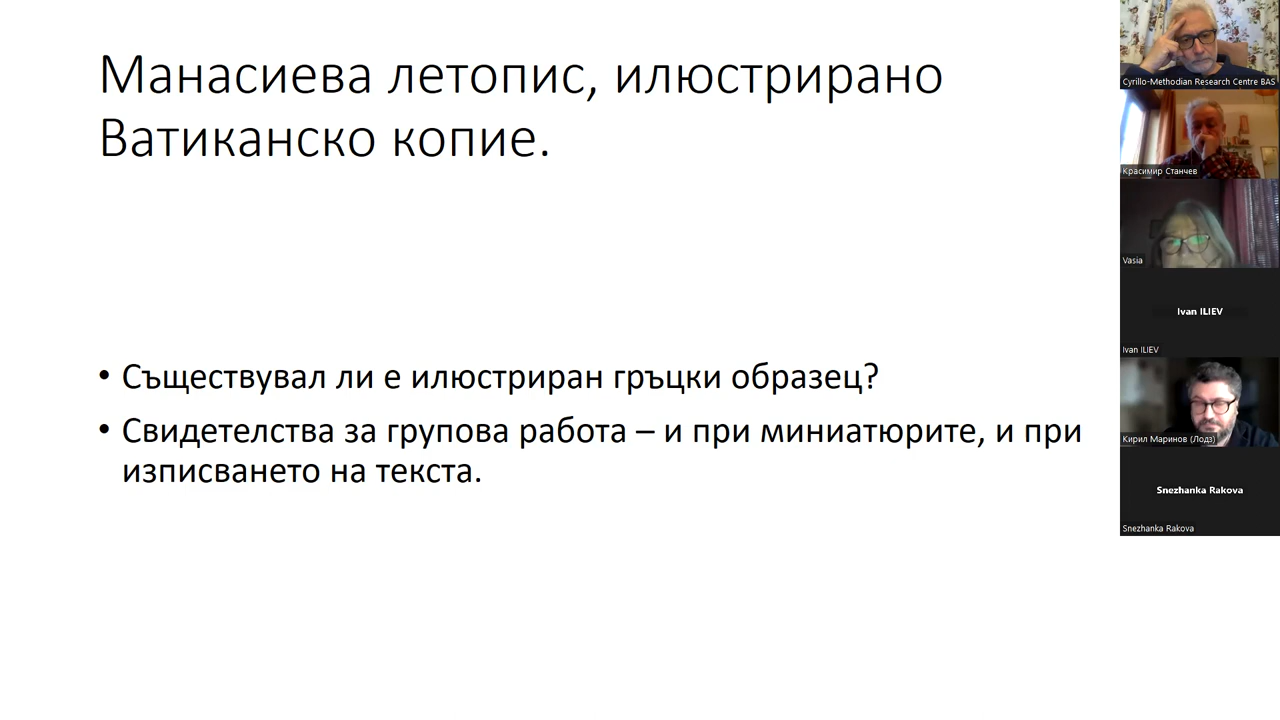 Манасиева летопис, илюстрирано
Ватиканско копие.
• Съществувал ли е илюстриран гръцки образец?
• Свидетелства за групова работа – и при миниатюрите, и при
изписването на текста.
Cyrillo-Methodian Research Centre BAS
Красимир Станчев
Vasia
Ivan ILIEV
Ivan ILIEV
Кирил Маринов (Лодз)
Snezhanka Rakova
Snezhanka Rakova